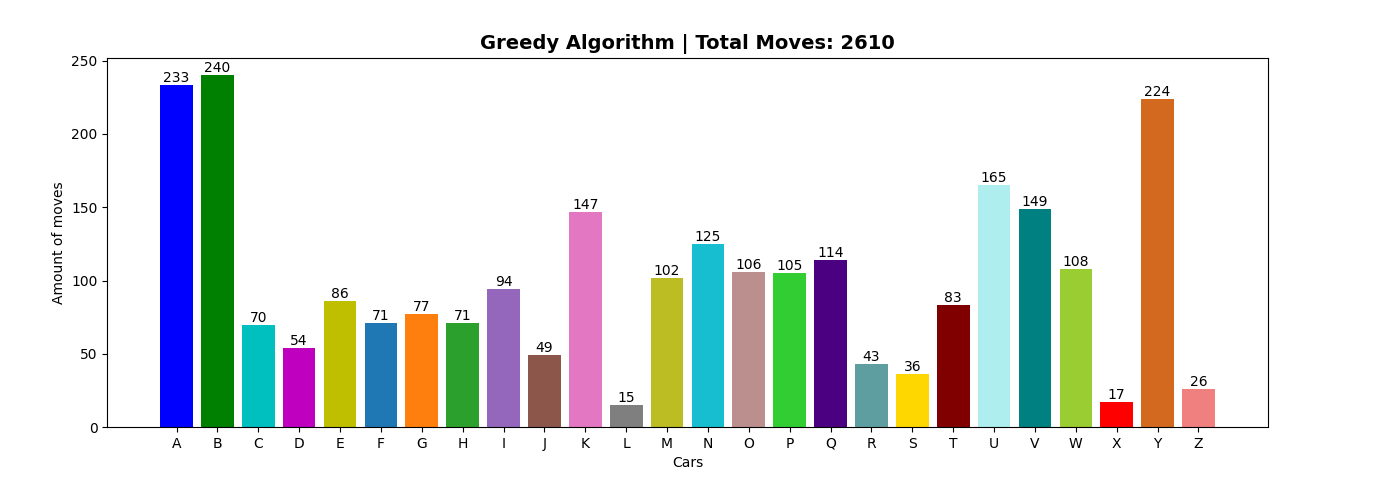 Greedy Algorithm | Total Moves: 2610
Amount of moves
250
200
150
100
50
0
233 240 70 54 86 71 77 71 94 49 147 15 102 125 106 105 114 43 36 83 165 149 108 17 224 26
A B C D E F G H I J K L M N O P Q R S T U V W X Y Z
Cars